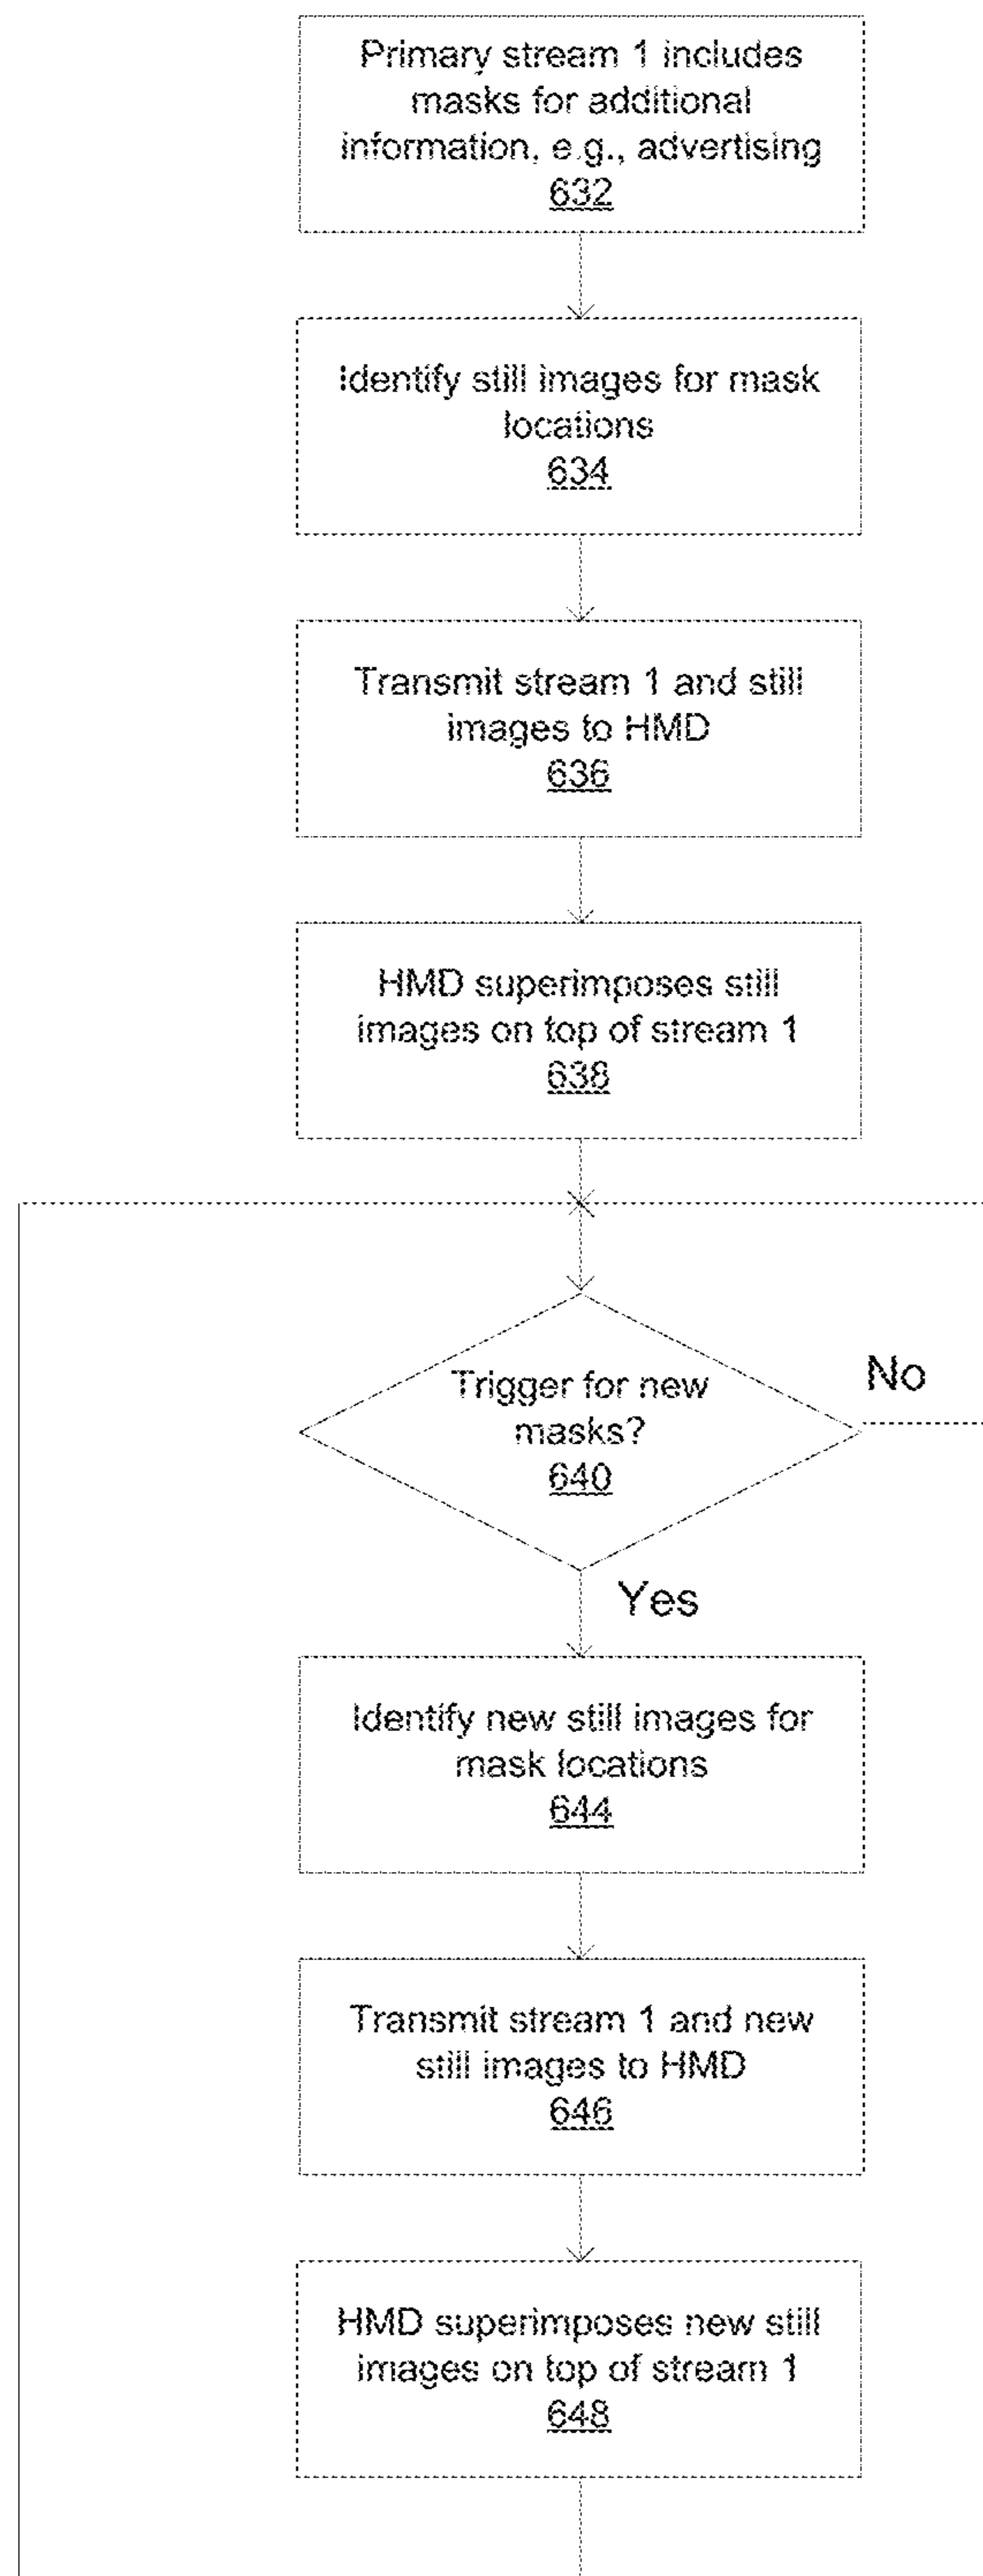 Primary stream 1 includes
masks for additional
information, e.g., advertising
632
Identify still images for mask
locations
634
Transmit stream 1 and still
images to HMD
636
HMD superimposes still
images on top of stream 1
638
Trigger for new
masks?
640
No
Yes
Identify new still images for
mask locations
644
Transmit stream 1 and new
still images to HMD
646
HMD superimposes new still
images on top of stream 1
648